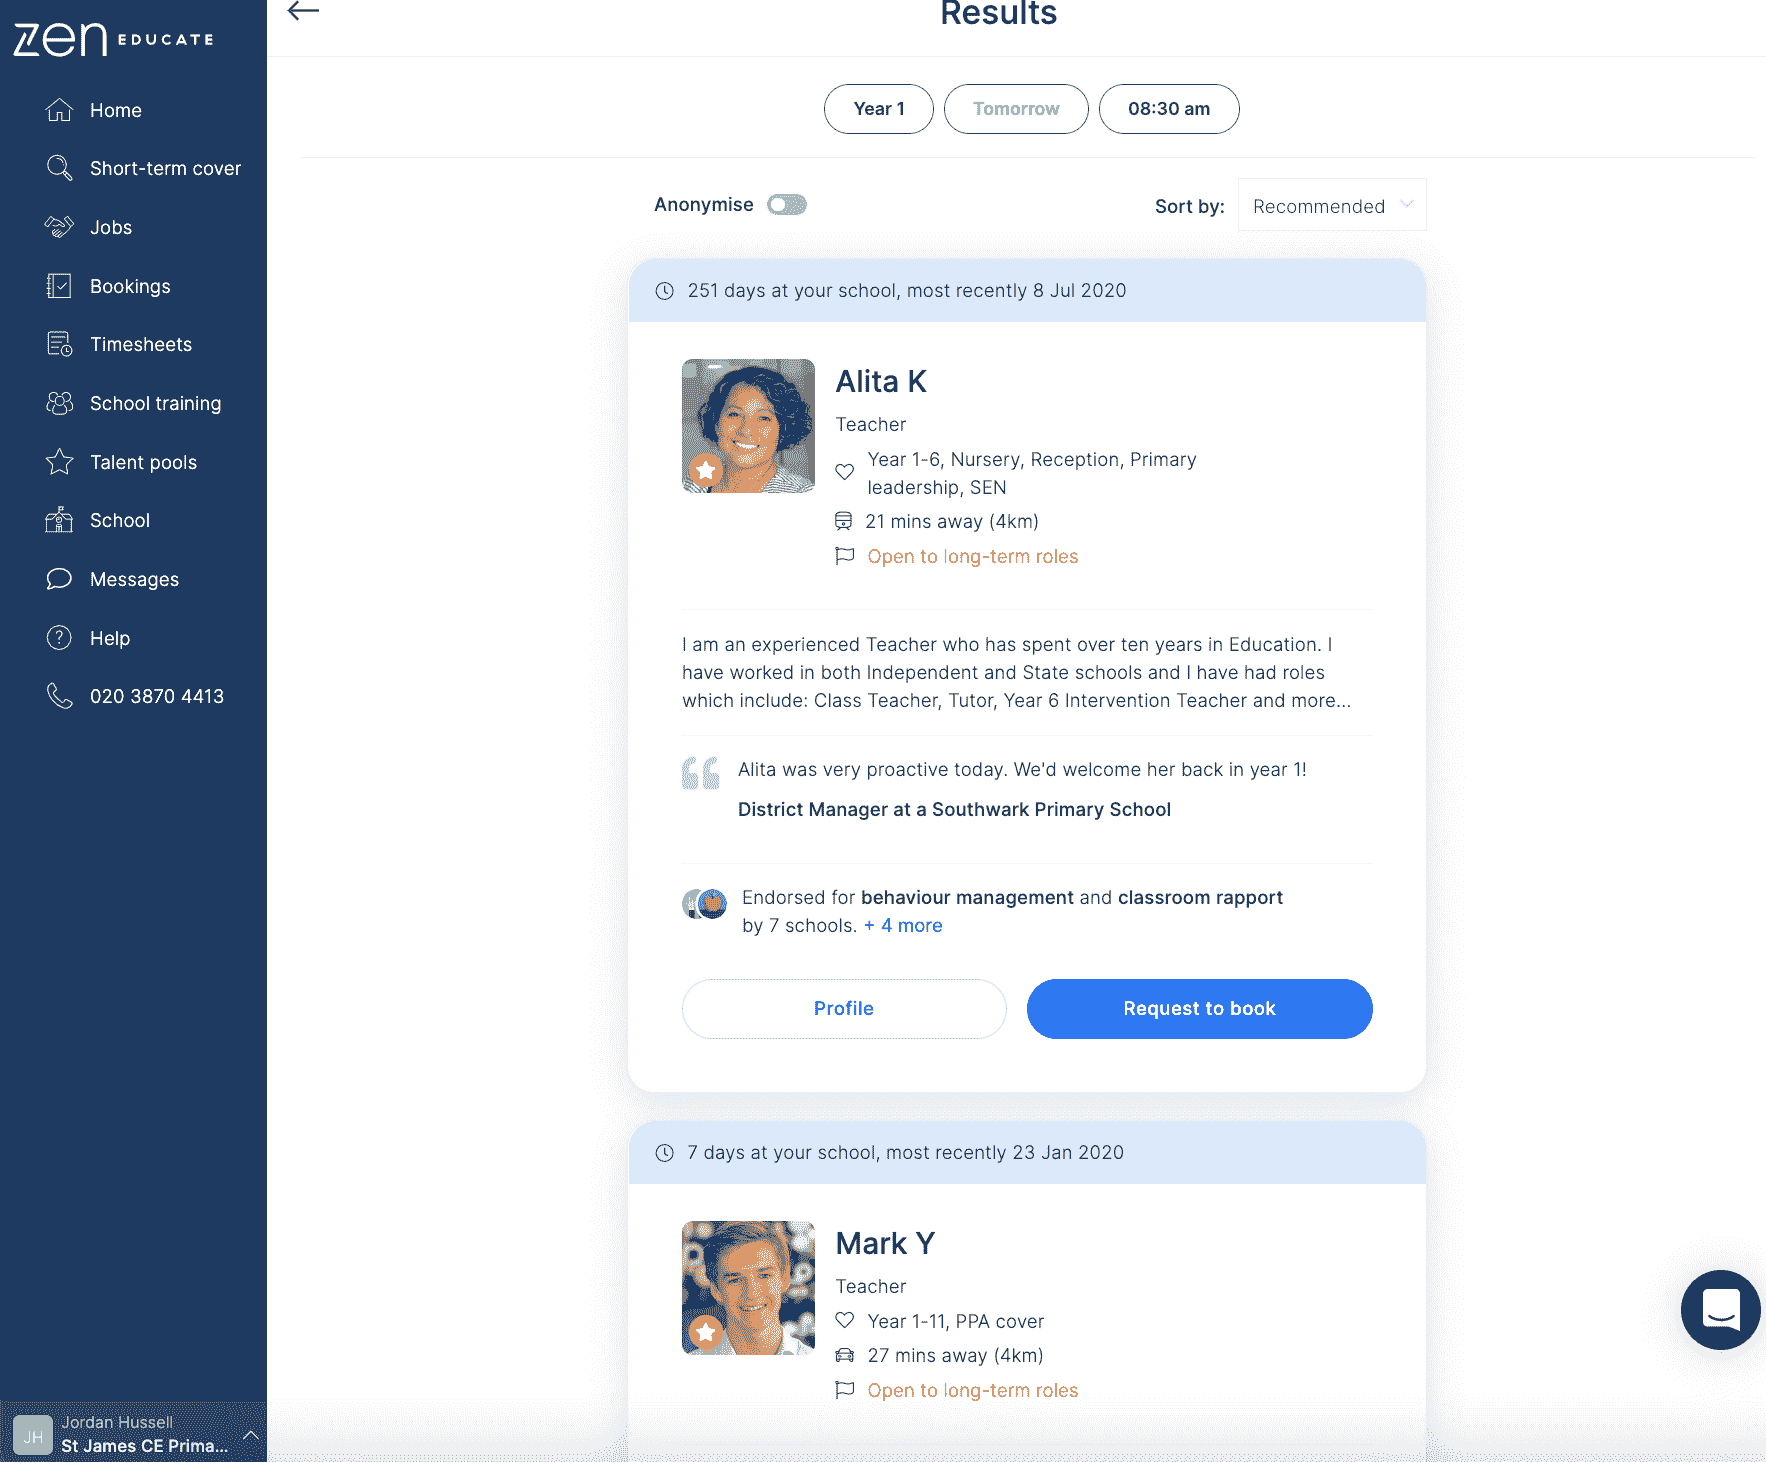 zen EDUCATE
Home
Short-term cover
Jobs
Bookings
Timesheets
School training
Talent pools
School
Messages
Help
020 3870 4413
JH
Jordan Hussell
St James CE Prima...
Results
Year 1
Tomorrow
08:30 am
Anonymise
Sort by:
Recommended
251 days at your school, most recently 8 Jul 2020
Alita K
Teacher
Year 1-6, Nursery, Reception, Primary
leadership, SEN
21 mins away (4km)
Open to long-term roles
I am an experienced Teacher who has spent over ten years in Education. I
have worked in both Independent and State schools and I have had roles
which include: Class Teacher, Tutor, Year 6 Intervention Teacher and more...
Alita was very proactive today. We'd welcome her back in year 1!
District Manager at a Southwark Primary School
Endorsed for behaviour management and classroom rapport
by 7 schools. + 4 more
Profile
Request to book
7 days at your school, most recently 23 Jan 2020
Mark Y
Teacher
Year 1-11, PPA cover
27 mins away (4km)
Open to long-term roles